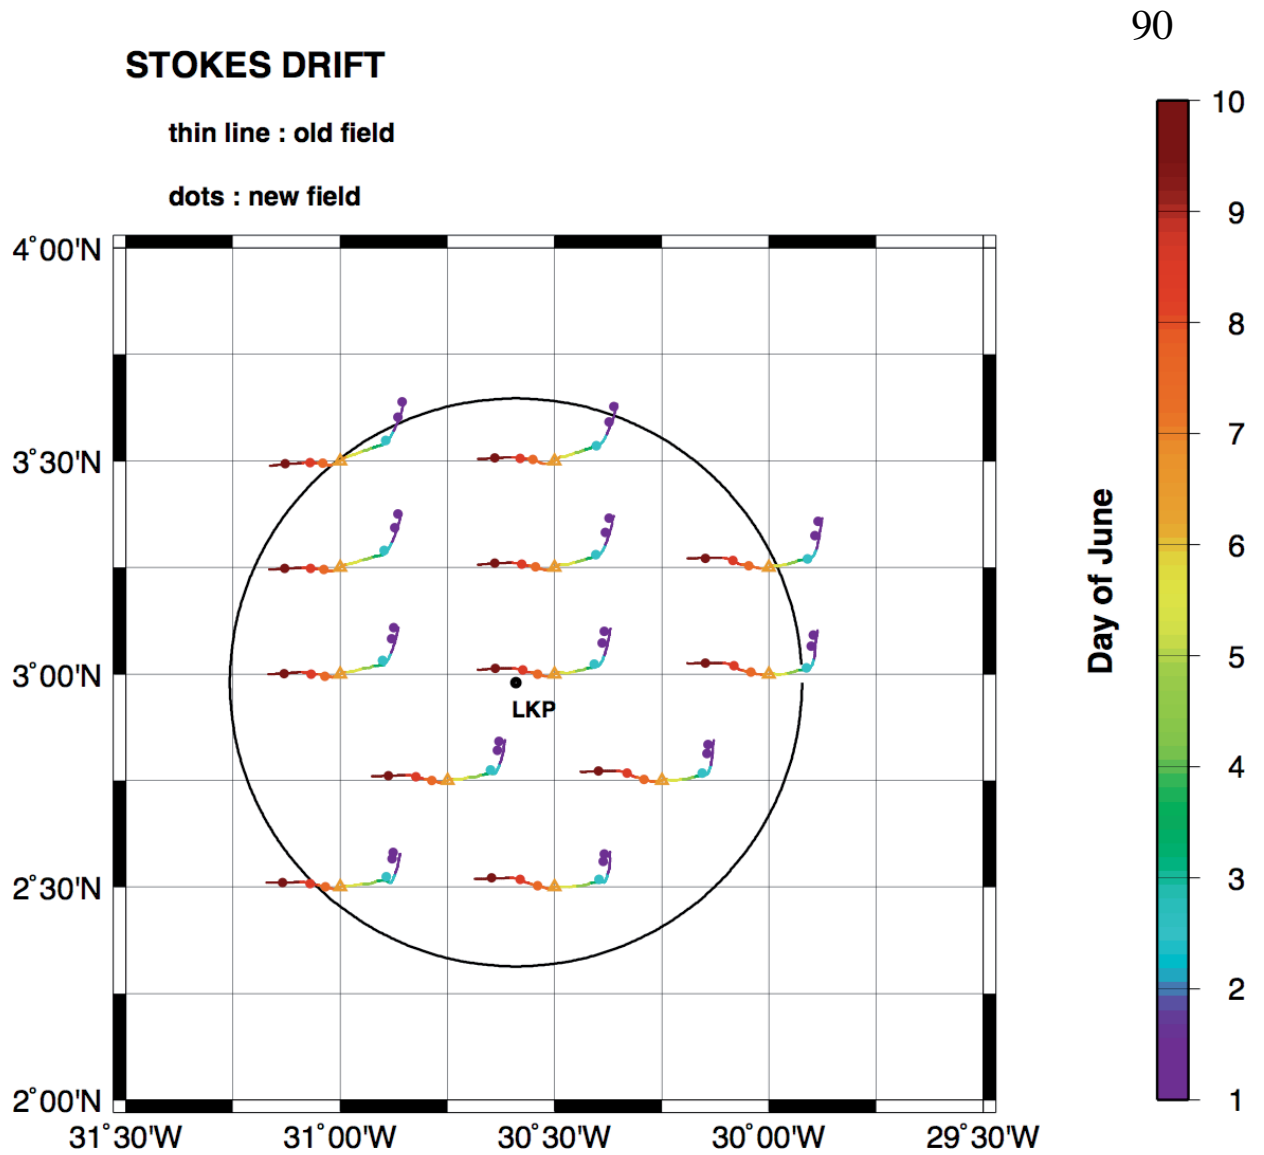 90
STOKES DRIFT
thin line : old field
dots : new field
4°00'N
3°30'N
3°00'N
2°30'N
2°00'N
31°30'W 31°00'W 30°30'W 30°00'W 29°30'W
LKP
Day of June
10
9
8
7
6
5
4
3
2
1